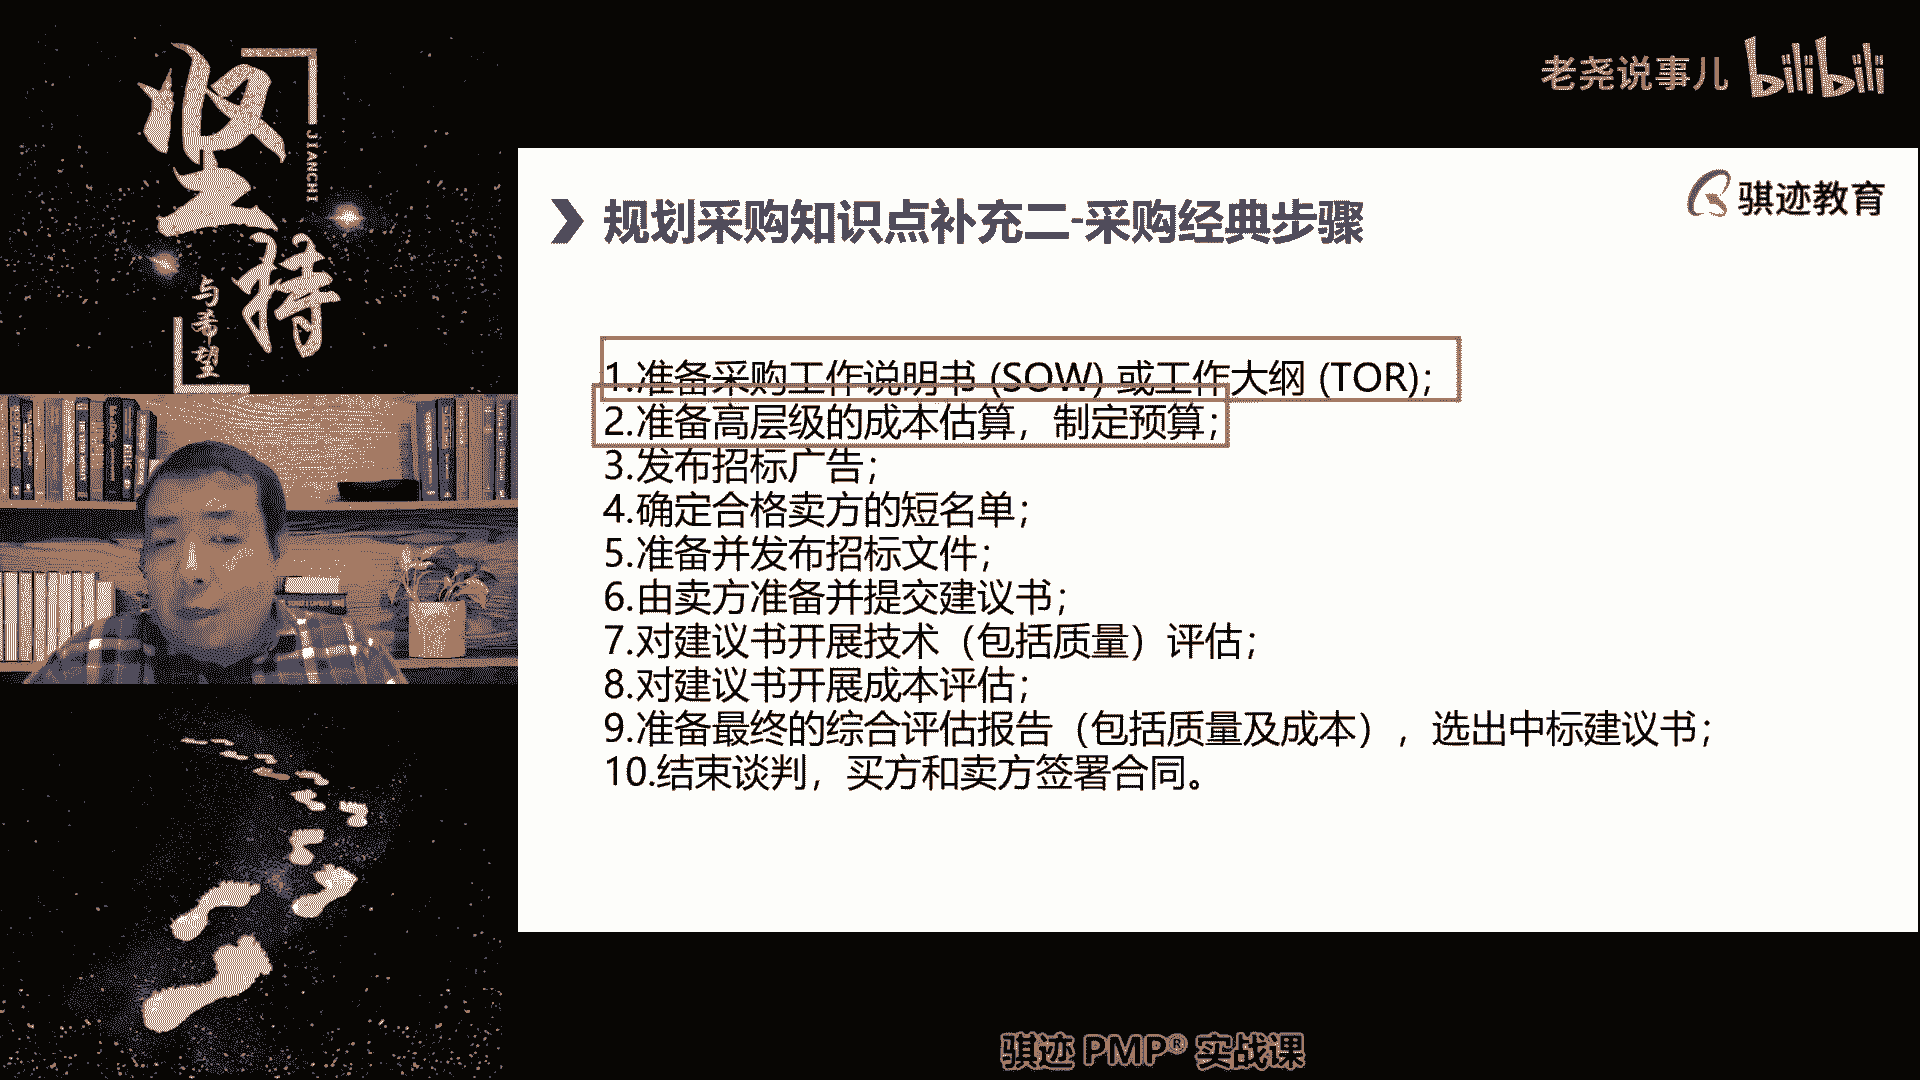 坚持
JIANCHI
与希望
老尧说事儿 bilibili
骐迹教育
规划采购知识点补充二-采购经典步骤
1.准备采购工作说明书 (SOW) 或工作大纲 (TOR)；
2.准备高层级的成本估算，制定预算；
3.发布招标广告；
4.确定合格卖方的短名单；
5.准备并发布招标文件；
6.由卖方准备并提交建议书；
7.对建议书开展技术（包括质量）评估；
8.对建议书开展成本评估；
9.准备最终的综合评估报告（包括质量及成本），选出中标建议书；
10.结束谈判，买方和卖方签署合同。
骐迹 PMP® 实战课